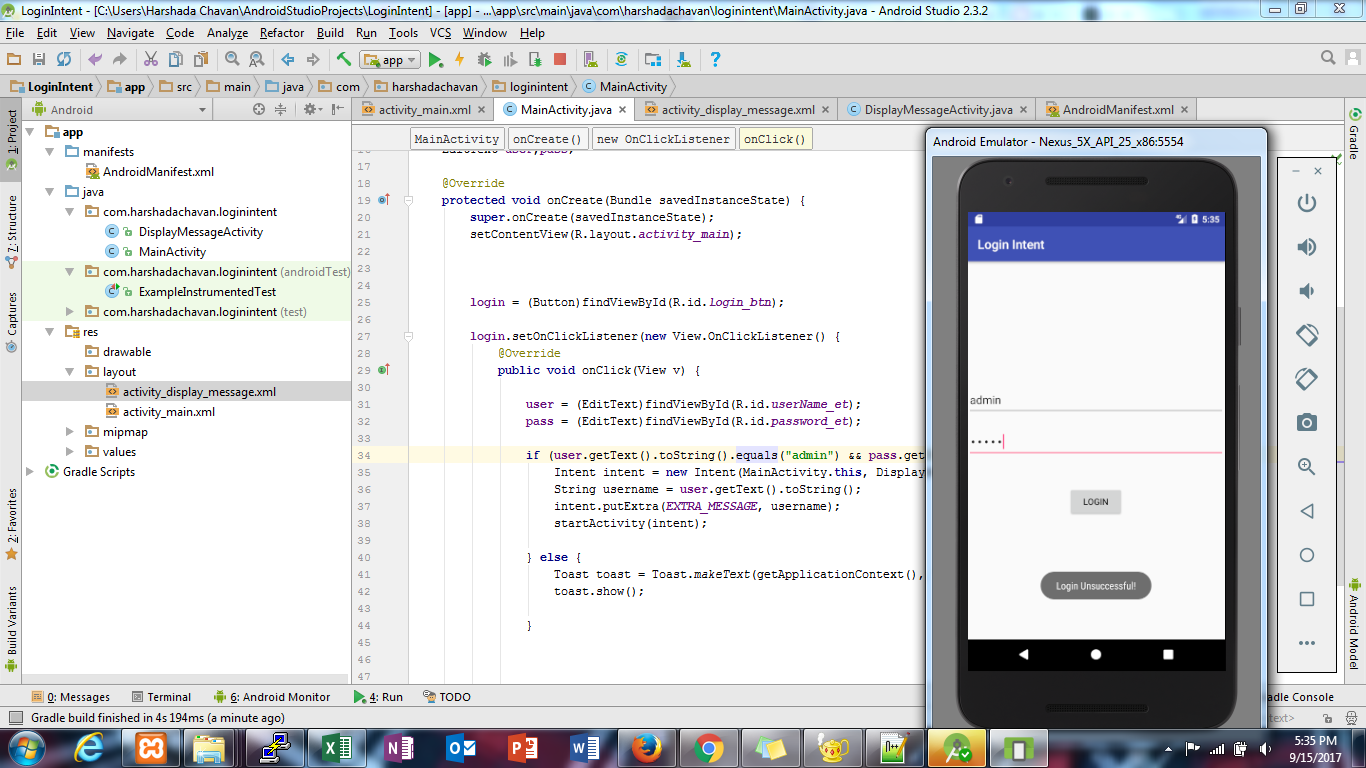 LoginIntent - [C:\Users\Harshada Chavan\AndroidStudioProjects\LoginIntent] - [app] - ...\app\src\main\java\com\harshadachavan\loginintent\MainActivity.java - Android Studio 2.3.2
File Edit View Navigate Code Analyze Refactor Build Run Tools VCS Window Help
app
LoginIntent app src main java com harshadachavan loginintent MainActivity
Android
activity_main.xml MainActivity.java activity_display_message.xml DisplayMessageActivity.java AndroidManifest.xml
1: Project
7: Structure
Captures
2: Favorites
Build Variants
app
manifests
AndroidManifest.xml
java
com.harshadachavan.loginintent
DisplayMessageActivity
MainActivity
com.harshadachavan.loginintent (androidTest)
ExampleInstrumentedTest
com.harshadachavan.loginintent (test)
res
drawable
layout
activity_display_message.xml
activity_main.xml
mipmap
values
Gradle Scripts
MainActivity onCreate() new OnClickListener onClick()
17
18 @Override
19 protected void onCreate(Bundle savedInstanceState) {
20 super.onCreate(savedInstanceState);
21 setContentView(R.layout.activity_main);
22
23
24
25 login = (Button)findViewById(R.id.login_btn);
26
27 login.setOnClickListener(new View.OnClickListener() {
28 @Override
29 public void onClick(View v) {
30
31 user = (EditText)findViewById(R.id.userName_et);
32 pass = (EditText)findViewById(R.id.password_et);
33
34 if (user.getText().toString().equals("admin") && pass.get
35 Intent intent = new Intent(MainActivity.this, Display
36 String username = user.getText().toString();
37 intent.putExtra(EXTRA_MESSAGE, username);
38 startActivity(intent);
39
40 } else {
41 Toast toast = Toast.makeText(getApplicationContext(),
42 toast.show();
43
44 }
45
46
47
Android Emulator - Nexus_5X_API_25_x86:5554
5:35
Login Intent
admin
•••••
LOGIN
Login Unsuccessful!
Gradle
Android Model
0: Messages Terminal 6: Android Monitor 4: Run TODO
adle Console
Gradle build finished in 4s 194ms (a minute ago)
text>
5:35 PM
9/15/2017